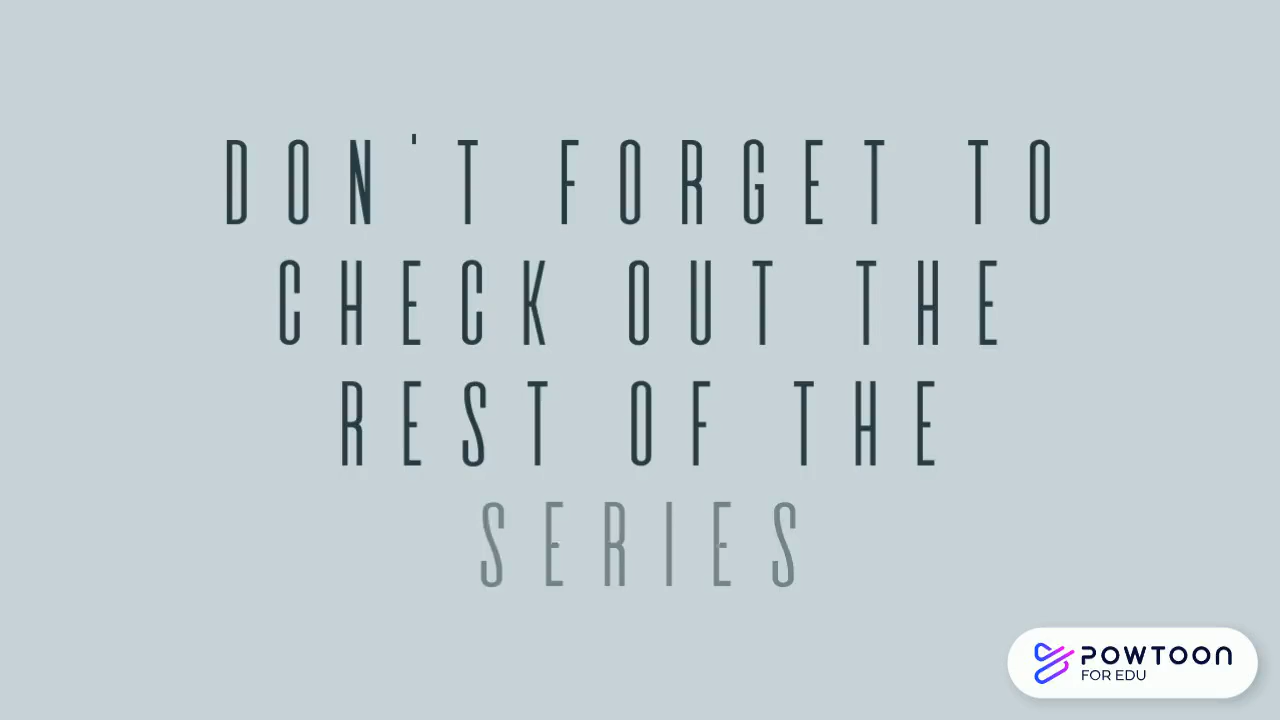 DON'T FORGET TO
CHECK OUT THE
REST OF THE
SERIES
POWTOON
FOR EDU